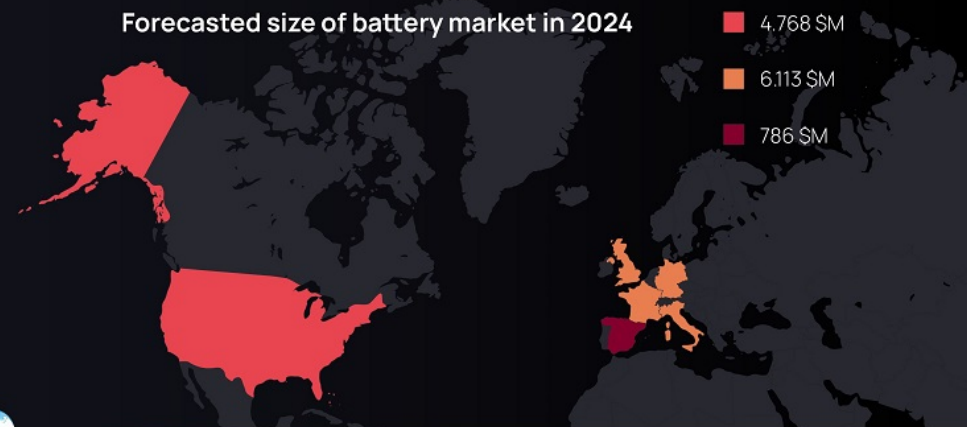 Forecasted size of battery market in 2024
4.768 $M
6.113 $M
786 $M